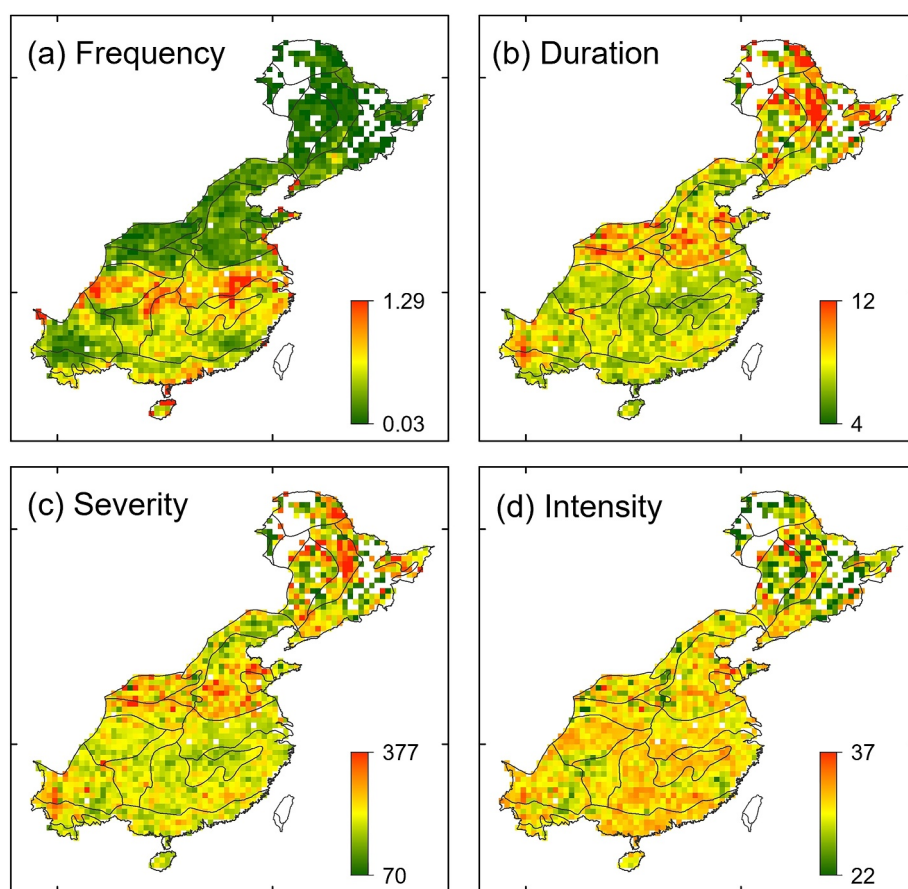 (a) Frequency
1.29
0.03
(b) Duration
12
4
(c) Severity
377
70
(d) Intensity
37
22